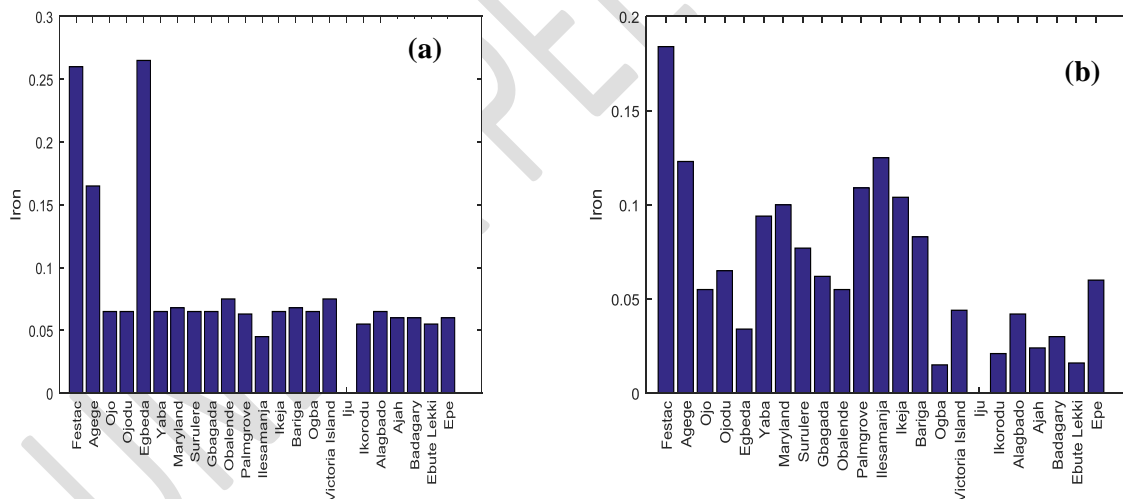 (a)
0.3
0.25
0.2
0.15
0.1
0.05
0
Iron
Festac
Agege
Ojo
Ojodu
Egbeda
Yaba
Maryland
Surulere
Gbagada
Obalende
Palmgrove
Ilesamanja
Ikeja
Bariga
Ogba
Victoria Island
Iju
Ikorodu
Alagbado
Ajah
Badagary
Ebute Lekki
Epe
(b)
0.2
0.15
0.1
0.05
0
Iron
Festac
Agege
Ojo
Ojodu
Egbeda
Yaba
Maryland
Surulere
Gbagada
Obalende
Palmgrove
Ilesamanja
Ikeja
Bariga
Ogba
Victoria Island
Iju
Ikorodu
Alagbado
Ajah
Badagary
Ebute Lekki
Epe